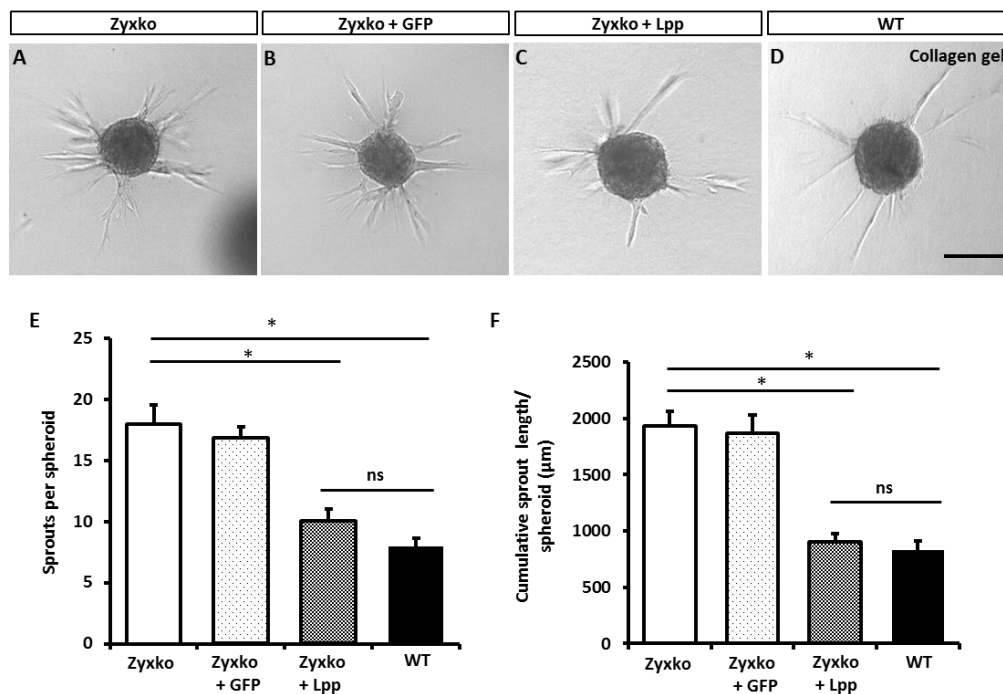 Zyxko
Zyxko + GFP
Zyxko + Lpp
WT
A
B
C
D
Collagen gel
E
F
25
20
15
10
5
0
Sprouts per spheroid
*
*
ns
Zyxko
Zyxko
+ GFP
Zyxko
+ Lpp
WT
2500
2000
1500
1000
500
0
Cumulative sprout length/
spheroid (µm)
*
*
ns
Zyxko
Zyxko
+ GFP
Zyxko
+ Lpp
WT